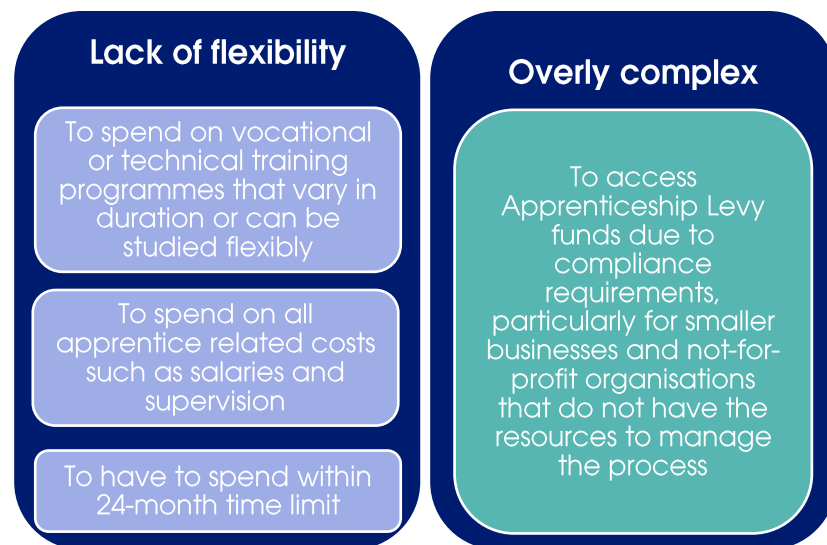 Lack of flexibility
To spend on vocational
or technical training
programmes that vary in
duration or can be
studied flexibly
To spend on all
apprentice related costs
such as salaries and
supervision
To have to spend within
24-month time limit
Overly complex
To access
Apprenticeship Levy
funds due to
compliance
requirements,
particularly for smaller
businesses and not-for-
profit organisations
that do not have the
resources to manage
the process